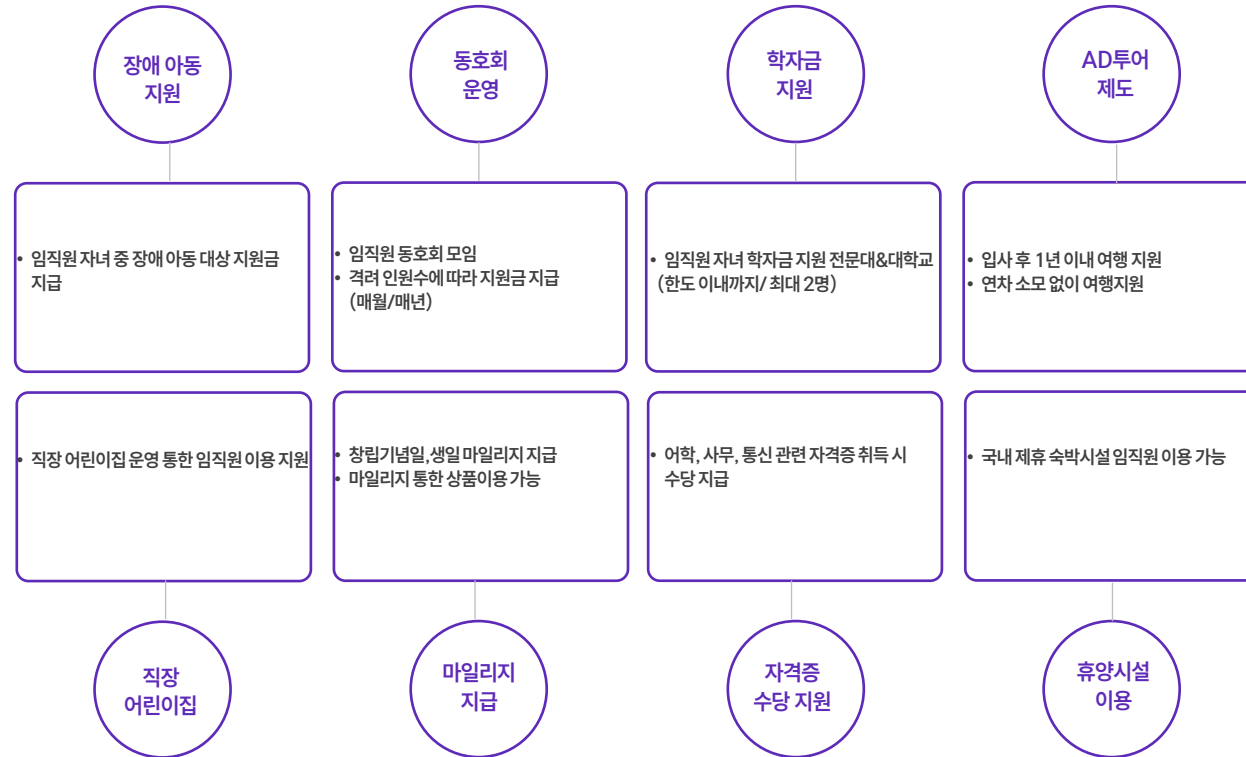 장애 아동
지원
동호회
운영
학자금
지원
AD투어
제도
• 임직원 자녀 중 장애 아동 대상 지원금
지급
• 임직원 동호회 모임
• 격려 인원수에 따라 지원금 지급
(매월/매년)
• 임직원 자녀 학자금 지원 전문대&대학교
(한도 이내까지/ 최대 2명)
• 입사 후 1년 이내 여행 지원
• 연차 소모 없이 여행지원
• 직장 어린이집 운영 통한 임직원 이용 지원
• 창립기념일,생일 마일리지 지급
• 마일리지 통한 상품이용 가능
• 어학, 사무, 통신 관련 자격증 취득 시
수당 지급
• 국내 제휴 숙박시설 임직원 이용 가능
직장
어린이집
마일리지
지급
자격증
수당 지원
휴양시설
이용